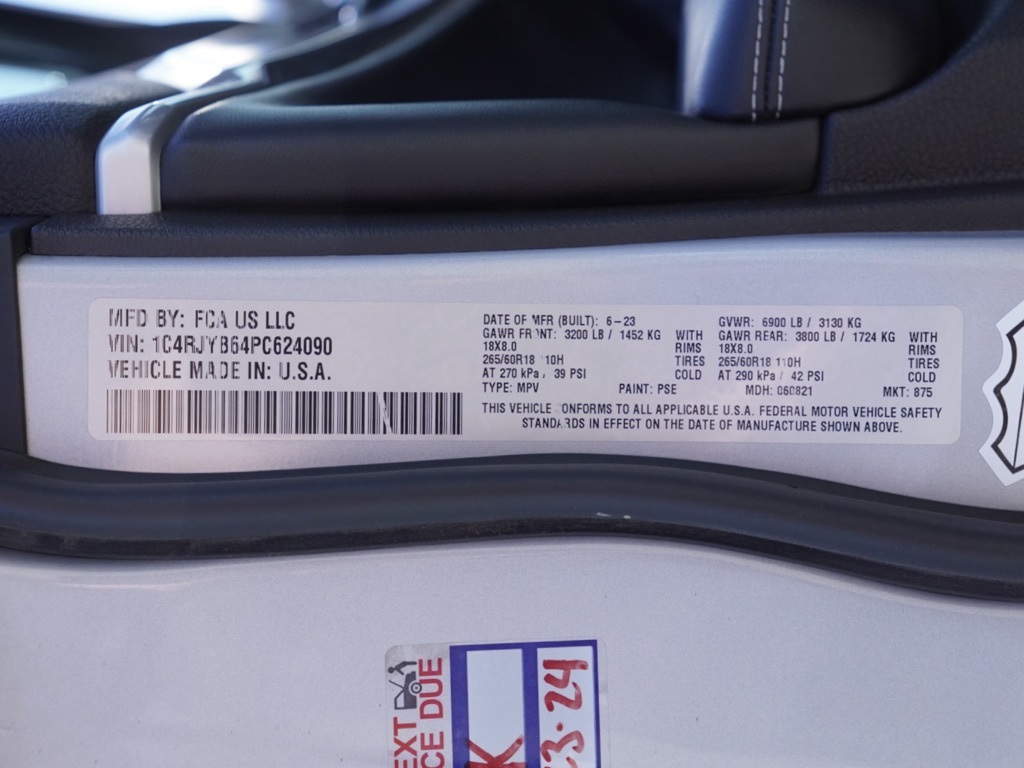 MFD BY: FCA US LLC
VIN: 1C4RJYB64PC624090
VEHICLE MADE IN: U.S.A.
DATE OF MFR (BUILT): 6-23
GAWR FRONT: 3200 LB / 1452 KG WITH
18X8.0 RIMS
265/60R18 110H TIRES
AT 270 kPa / 39 PSI COLD
TYPE: MPV PAINT: PSE
GVWR: 6900 LB / 3130 KG
GAWR REAR: 3800 LB / 1724 KG WITH
18X8.0 RIMS
265/60R18 110H TIRES
AT 290 kPa / 42 PSI COLD
MDH: 060821 MKT: 875
THIS VEHICLE CONFORMS TO ALL APPLICABLE U.S.A. FEDERAL MOTOR VEHICLE SAFETY
STANDARDS IN EFFECT ON THE DATE OF MANUFACTURE SHOWN ABOVE.
EXT
CE DUE
K
23-24